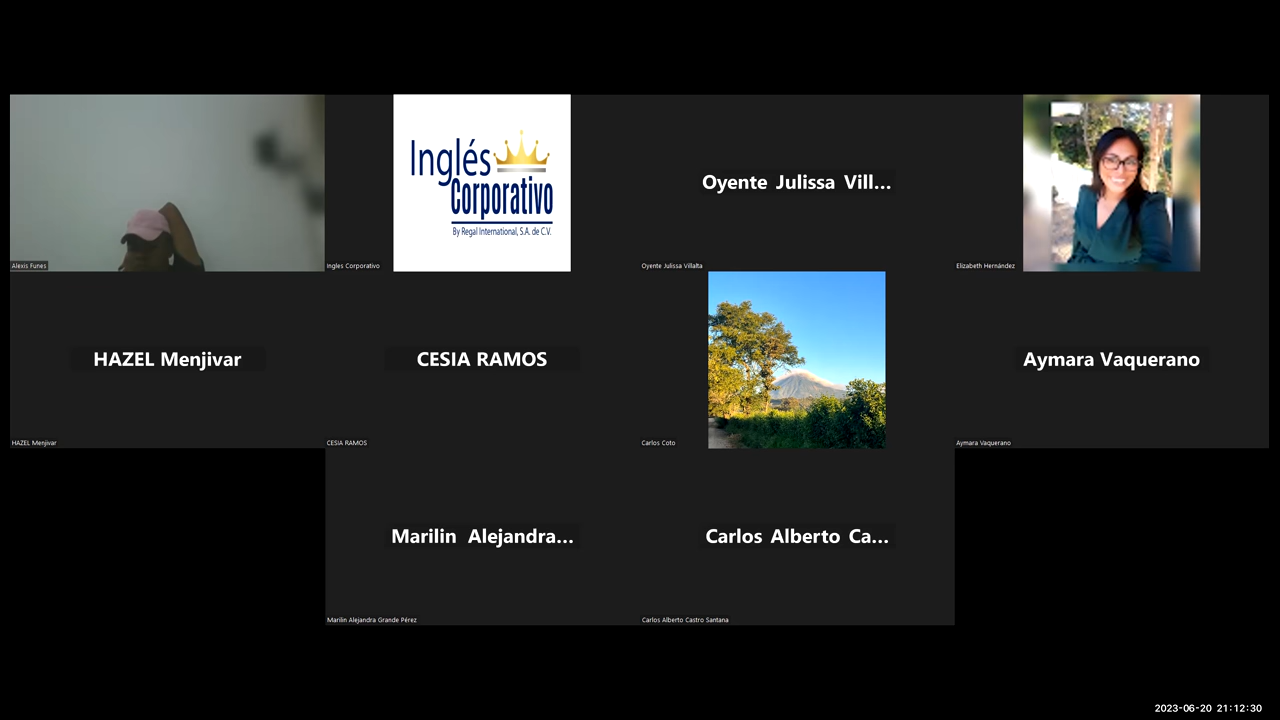 Inglés
Corporativo
By Regal International, S.A. de C.V.
Oyente Julissa Vill...
Alexis Funes
Ingles Corporativo
Oyente Julissa Villalta
Elizabeth Hernández
HAZEL Menjivar
CESIA RAMOS
Aymara Vaquerano
HAZEL Menjivar
CESIA RAMOS
Carlos Coto
Aymara Vaquerano
Marilin Alejandra...
Carlos Alberto Ca...
Marilin Alejandra Grande Pérez
Carlos Alberto Castro Santana
2023-06-20 21:12:30